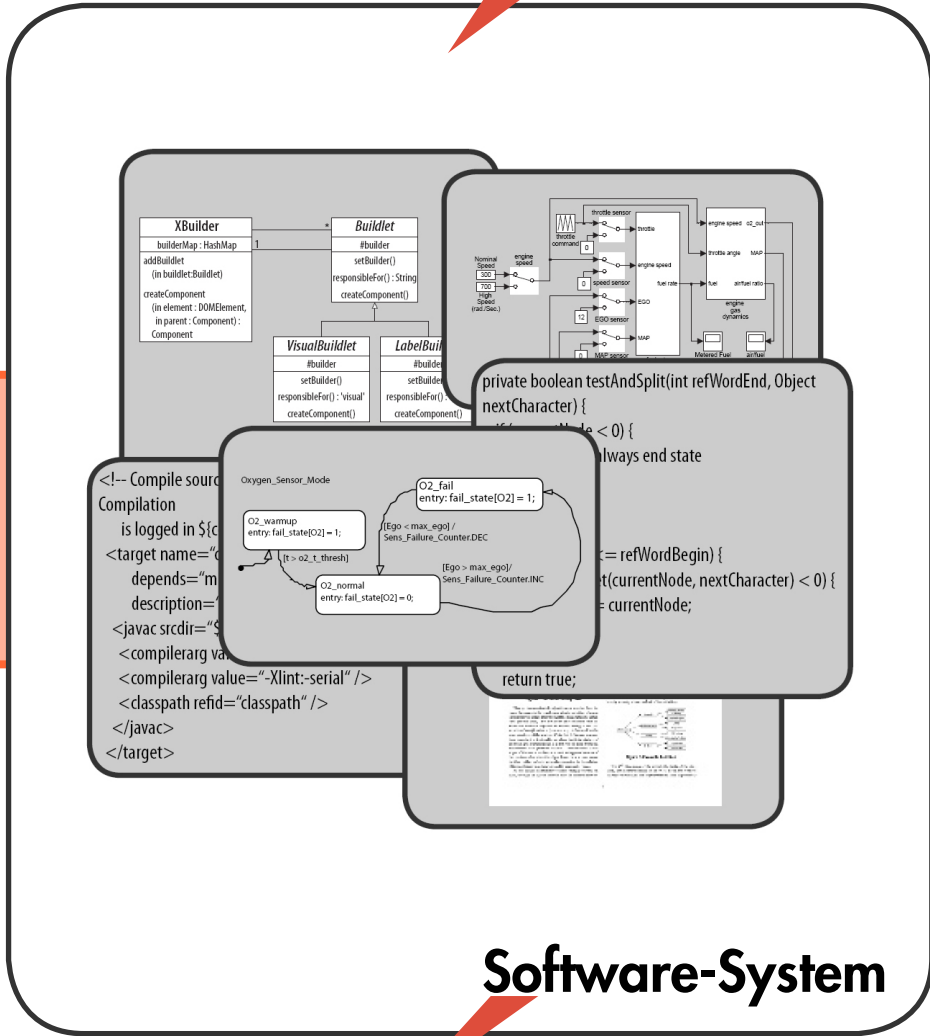 XBuilder
builderMap : HashMap
addBuildlet
(in buildlet:Buildlet)
createComponent
(in element : DOMElement,
in parent : Component) :
Component
*
1
Buildlet
#builder
setBuilder()
responsibleFor() : String
createComponent()
VisualBuildlet
#builder
setBuilder()
responsibleFor() : 'visual'
createComponent()
LabelBuil
#builder
setBuilder
responsibleFor() :
createComponent()
throttle sensor
throttle
command
0
throttle
Nominal
Speed
300
700
High
Speed
(rad./Sec.)
engine
speed
0
speed sensor
engine speed
12
EGO sensor
EGO
0
MAP sensor
MAP
fuel rate
engine speed
o2_out
throttle angle
MAP
fuel
air/fuel ratio
engine
gas
dynamics
Metered Fuel
air/fuel
private boolean testAndSplit(int refWordEnd, Object
nextCharacter) {
< 0) {
always end state
<= refWordBegin) {
et(currentNode, nextCharacter) < 0) {
= currentNode;
return true;
Oxygen_Sensor_Mode
O2_fail
entry: fail_state[O2] = 1;
O2_warmup
entry: fail_state[O2] = 1;
[Ego < max_ego] /
Sens_Failure_Counter.DEC
[t > o2_t_thresh]
[Ego > max_ego]/
Sens_Failure_Counter.INC
O2_normal
entry: fail_state[O2] = 0;
<!-- Compile sourc
Compilation
is logged in ${c
<target name="c
depends="m
description="
<javac srcdir=“$
<compilerarg va
<compilerarg value=“-Xlint:-serial“ />
<classpath refid=“classpath“ />
</javac>
</target>
Software-System